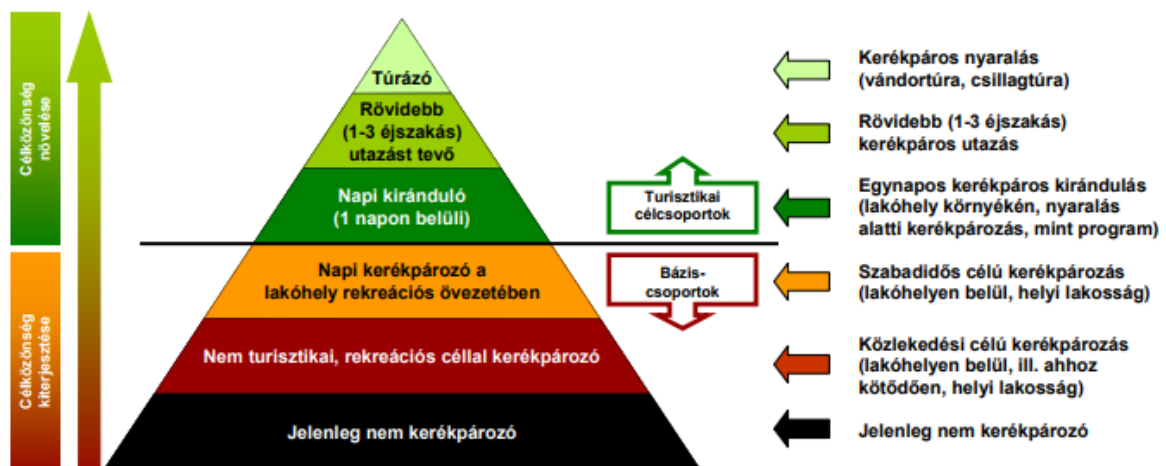 Célközönség
növelése
Célközönség
kiterjesztése
Túrázó
Rövidebb
(1-3 éjszakás)
utazást tevő
Napi kiránduló
(1 napon belüli)
Napi kerékpározó a
lakóhely rekreációs övezetében
Nem turisztikai, rekreációs céllal kerékpározó
Jelenleg nem kerékpározó
Turisztikai
célcsoportok
Bázis-
csoportok
Kerékpáros nyaralás
(vándortúra, csillagtúra)
Rövidebb (1-3 éjszakás)
kerékpáros utazás
Egynapos kerékpáros kirándulás
(lakóhely környékén, nyaralás
alatti kerékpározás, mint program)
Szabadidős célú kerékpározás
(lakóhelyen belül, helyi lakosság)
Közlekedési célú kerékpározás
(lakóhelyen belül, ill. ahhoz
kötődően, helyi lakosság)
Jelenleg nem kerékpározó